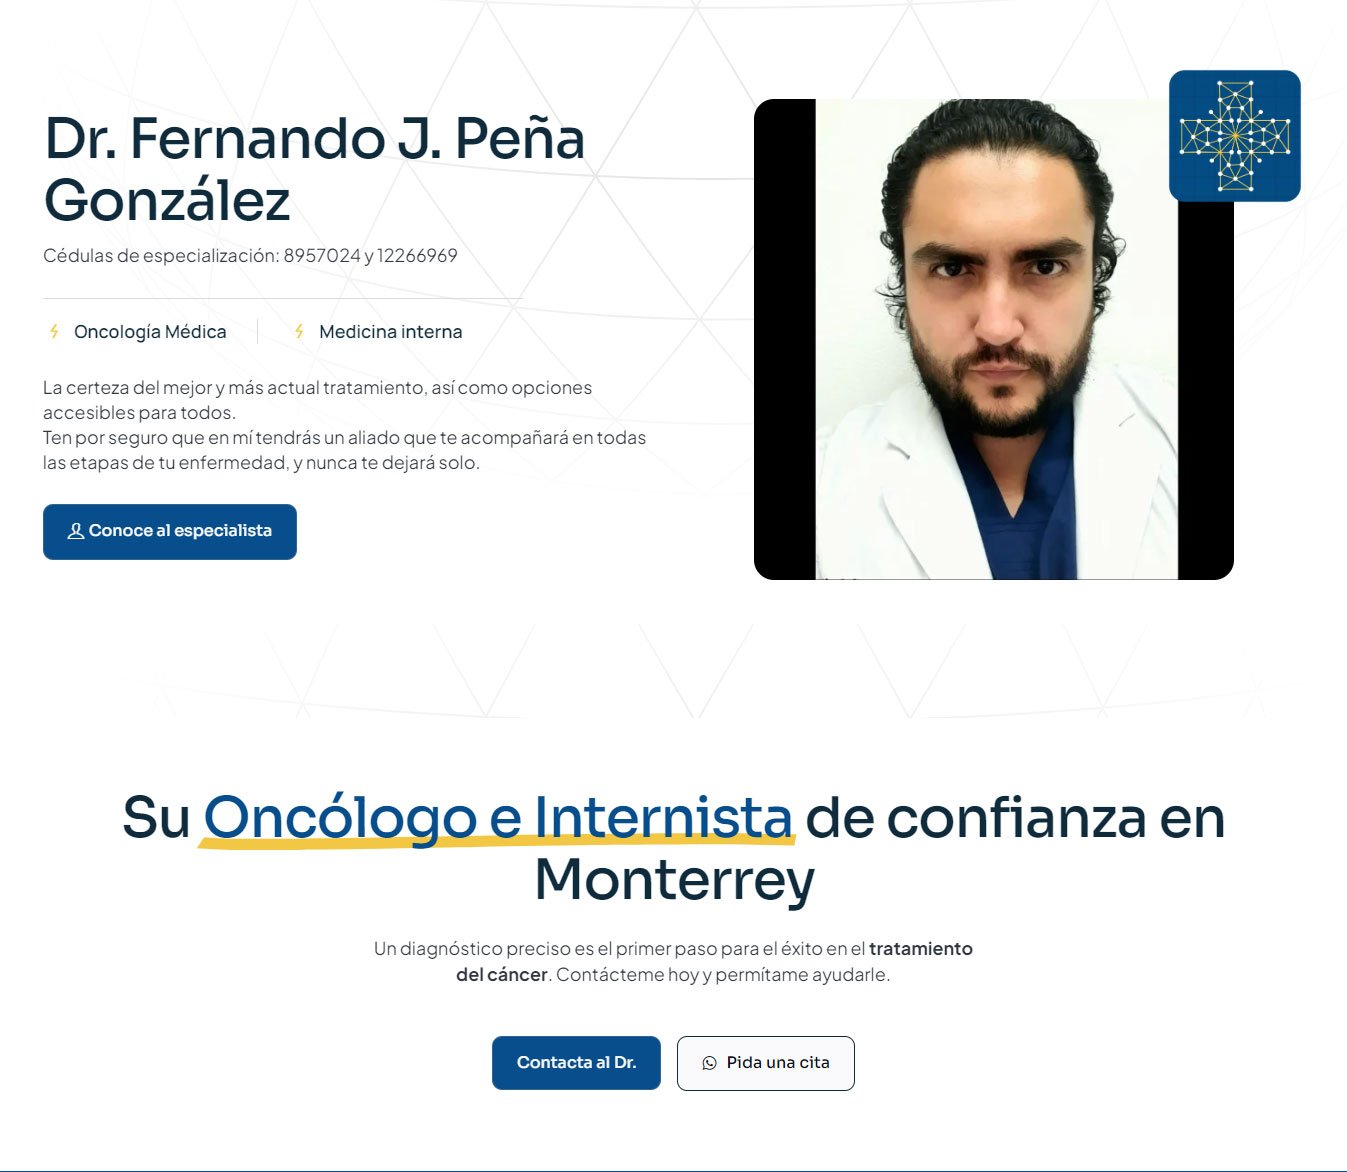 Dr. Fernando J. Peña
González
Cédulas de especialización: 8957024 y 12266969
Oncología Médica
Medicina interna
La certeza del mejor y más actual tratamiento, así como opciones
accesibles para todos.
Ten por seguro que en mí tendrás un aliado que te acompañará en todas
las etapas de tu enfermedad, y nunca te dejará solo.
Conoce al especialista
Su Oncólogo e Internista de confianza en
Monterrey
Un diagnóstico preciso es el primer paso para el éxito en el tratamiento
del cáncer. Contácteme hoy y permítame ayudarle.
Contacta al Dr.
Pida una cita